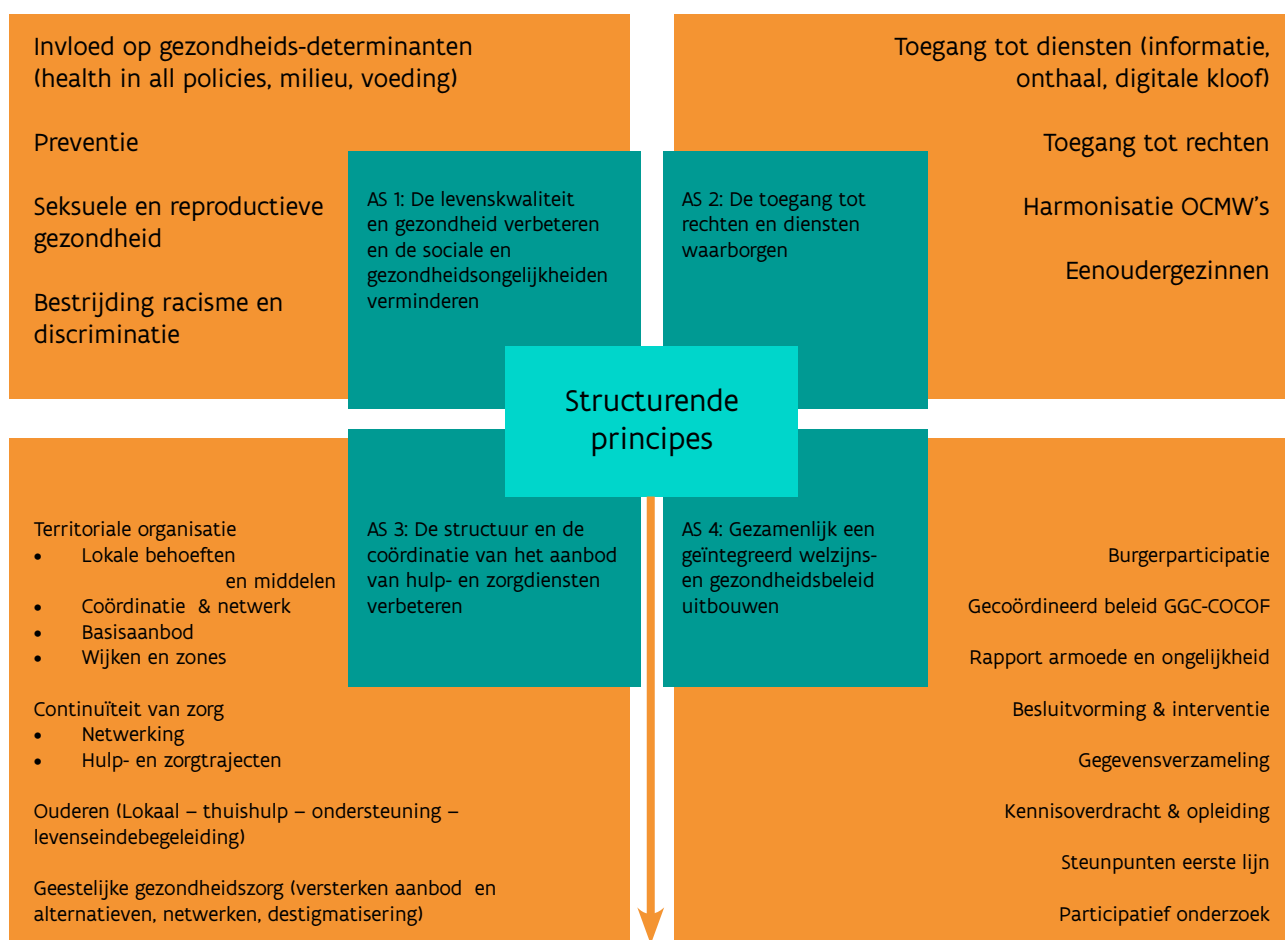 Invloed op gezondheids-determinanten
(health in all policies, milieu, voeding)
Preventie
Seksuele en reproductieve
gezondheid
Bestrijding racisme en
discriminatie
AS 1: De levenskwaliteit
en gezondheid verbeteren
en de sociale en
gezondheidsongelijkheiden
verminderen
Toegang tot diensten (informatie,
onthaal, digitale kloof)
Toegang tot rechten
Harmonisatie OCMW's
Eenoudergezinnen
AS 2: De toegang tot
rechten en diensten
waarborgen
Structurende
principes
Territoriale organisatie
• Lokale behoeften
en middelen
• Coördinatie & netwerk
• Basisaanbod
• Wijken en zones
Continuïteit van zorg
• Netwerking
• Hulp- en zorgtrajecten
Ouderen (Lokaal – thuishulp – ondersteuning –
levenseindebegeleiding)
Geestelijke gezondheidszorg (versterken aanbod en
alternatieven, netwerken, destigmatisering)
AS 3: De structuur en de
coördinatie van het aanbod
van hulp- en zorgdiensten
verbeteren
AS 4: Gezamenlijk een
geïntegreerd welzijns-
en gezondheidsbeleid
uitbouwen
Burgerparticipatie
Gecoördineerd beleid GGC-COCOF
Rapport armoede en ongelijkheid
Besluitvorming & interventie
Gegevensverzameling
Kennisoverdracht & opleiding
Steunpunten eerste lijn
Participatief onderzoek